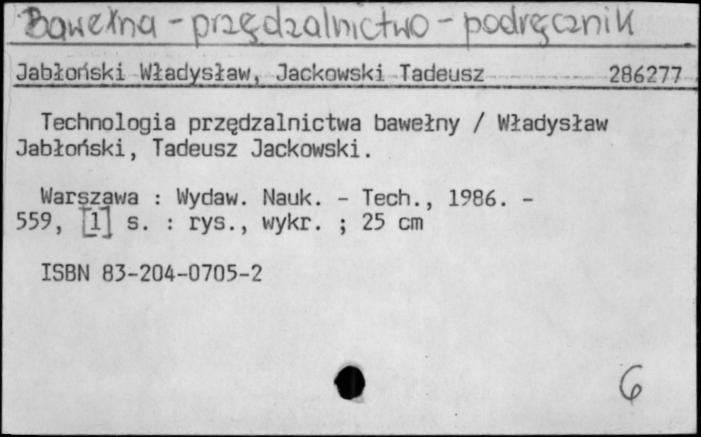 Bawełna - przędzalnictwo - podręcznik
Jabłoński Władysław, Jackowski Tadeusz 286277
Technologia przędzalnictwa bawełny / Władysław
Jabłoński, Tadeusz Jackowski.
Warszawa : Wydaw. Nauk. - Tech., 1986. -
559, [1] s. : rys., wykr. ; 25 cm
ISBN 83-204-0705-2
6